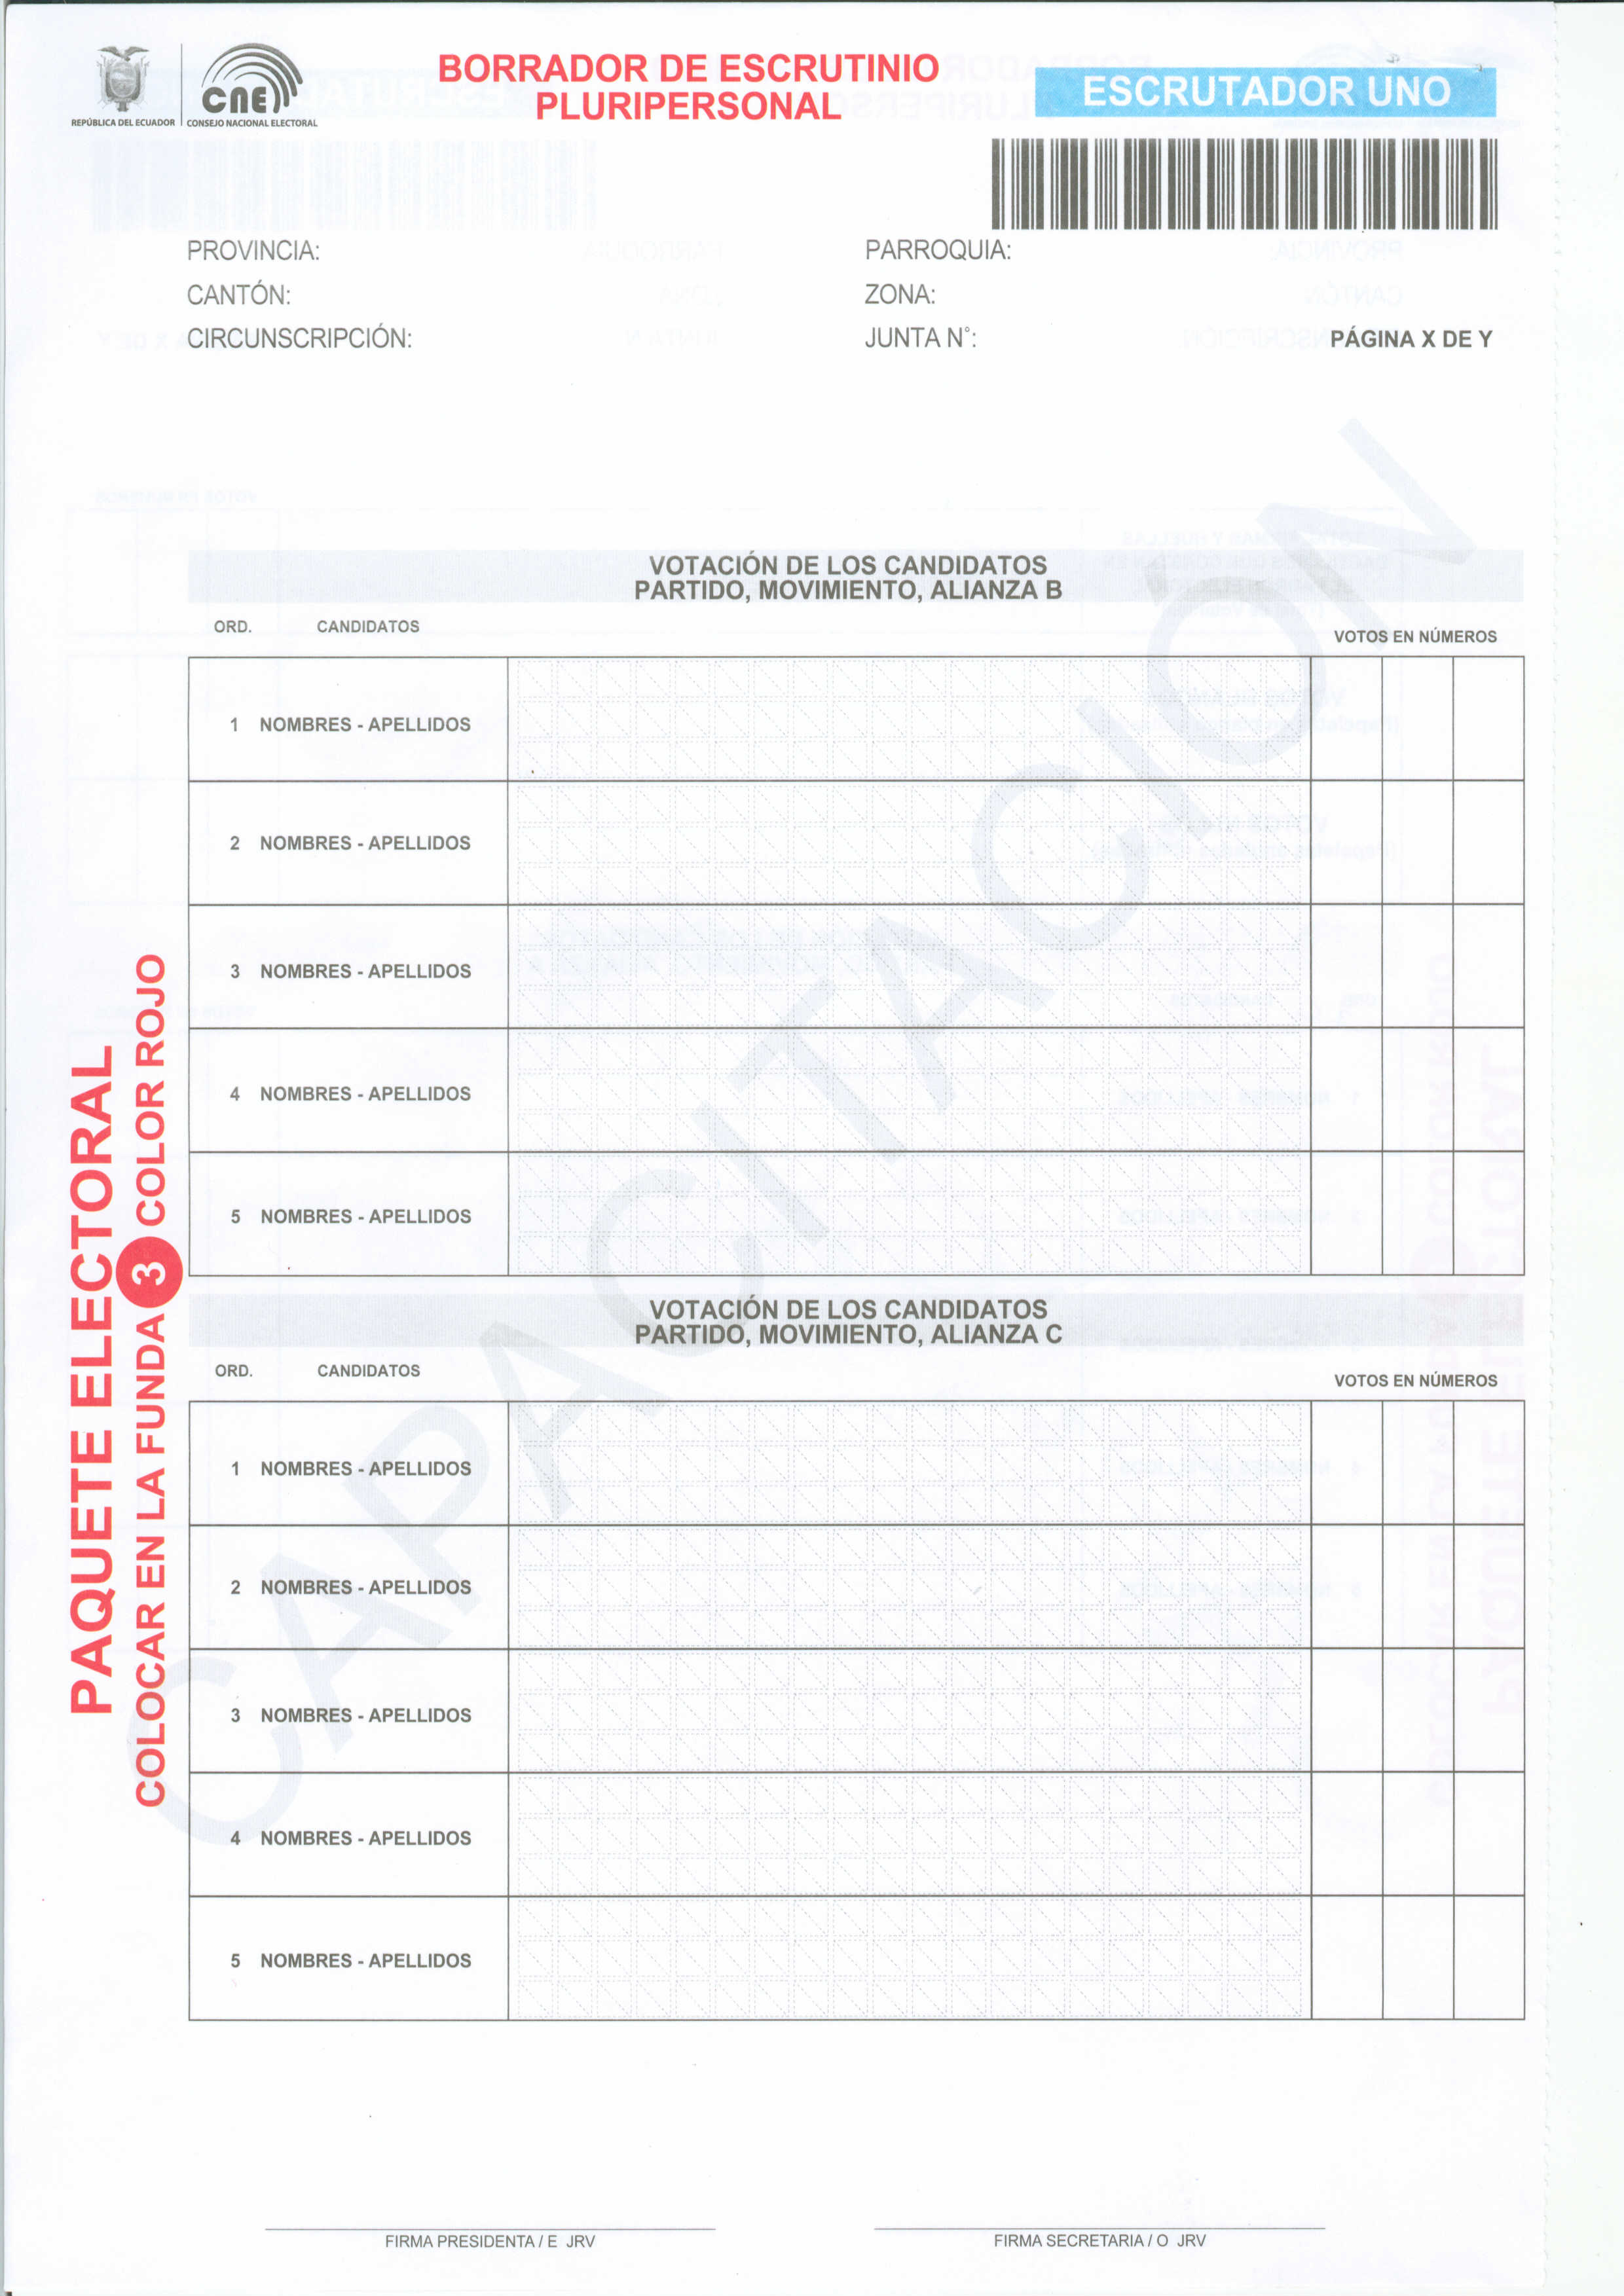 REPÚBLICA DEL ECUADOR
CNE
CONSEJO NACIONAL ELECTORAL
BORRADOR DE ESCRUTINIO
PLURIPERSONAL
ESCRUTADOR UNO
PROVINCIA:
PARROQUIA:
CANTÓN:
ZONA:
CIRCUNSCRIPCIÓN:
JUNTA N°:
PÁGINA X DE Y
VOTACIÓN DE LOS CANDIDATOS
PARTIDO, MOVIMIENTO, ALIANZA B
ORD. CANDIDATOS VOTOS EN NÚMEROS
1 NOMBRES - APELLIDOS
2 NOMBRES - APELLIDOS
3 NOMBRES - APELLIDOS
4 NOMBRES - APELLIDOS
5 NOMBRES - APELLIDOS
VOTACIÓN DE LOS CANDIDATOS
PARTIDO, MOVIMIENTO, ALIANZA C
ORD. CANDIDATOS VOTOS EN NÚMEROS
1 NOMBRES - APELLIDOS
2 NOMBRES - APELLIDOS
3 NOMBRES - APELLIDOS
4 NOMBRES - APELLIDOS
5 NOMBRES - APELLIDOS
PAQUETE ELECTORAL
COLOCAR EN LA FUNDA 3 COLOR ROJO
CAPACITACION
FIRMA PRESIDENTA / E JRV
FIRMA SECRETARIA / O JRV